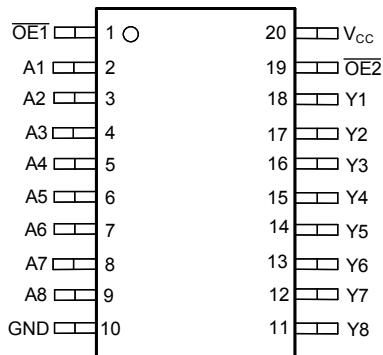 O̅E̅1̅ 1 20 VCC
A1 2 19 O̅E̅2̅
A2 3 18 Y1
A3 4 17 Y2
A4 5 16 Y3
A5 6 15 Y4
A6 7 14 Y5
A7 8 13 Y6
A8 9 12 Y7
GND 10 11 Y8